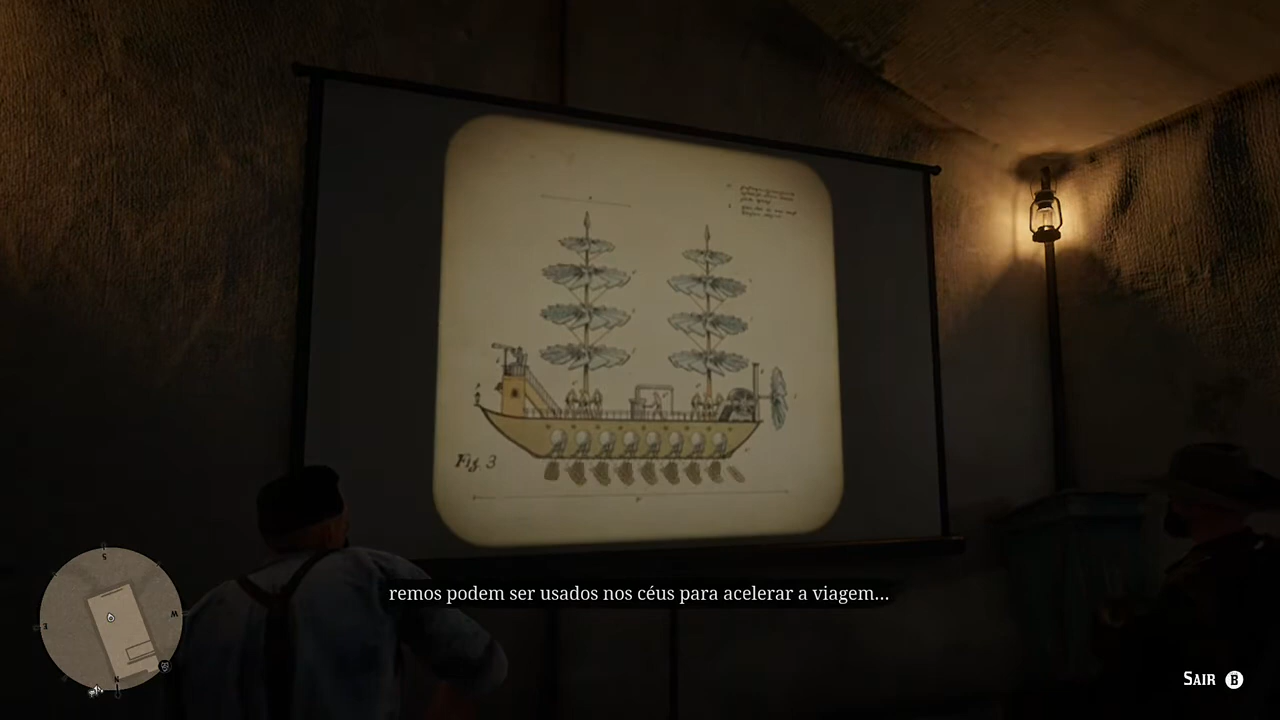 Fig. 3
remos podem ser usados nos céus para acelerar a viagem...
S
W
E
N
SAIR B